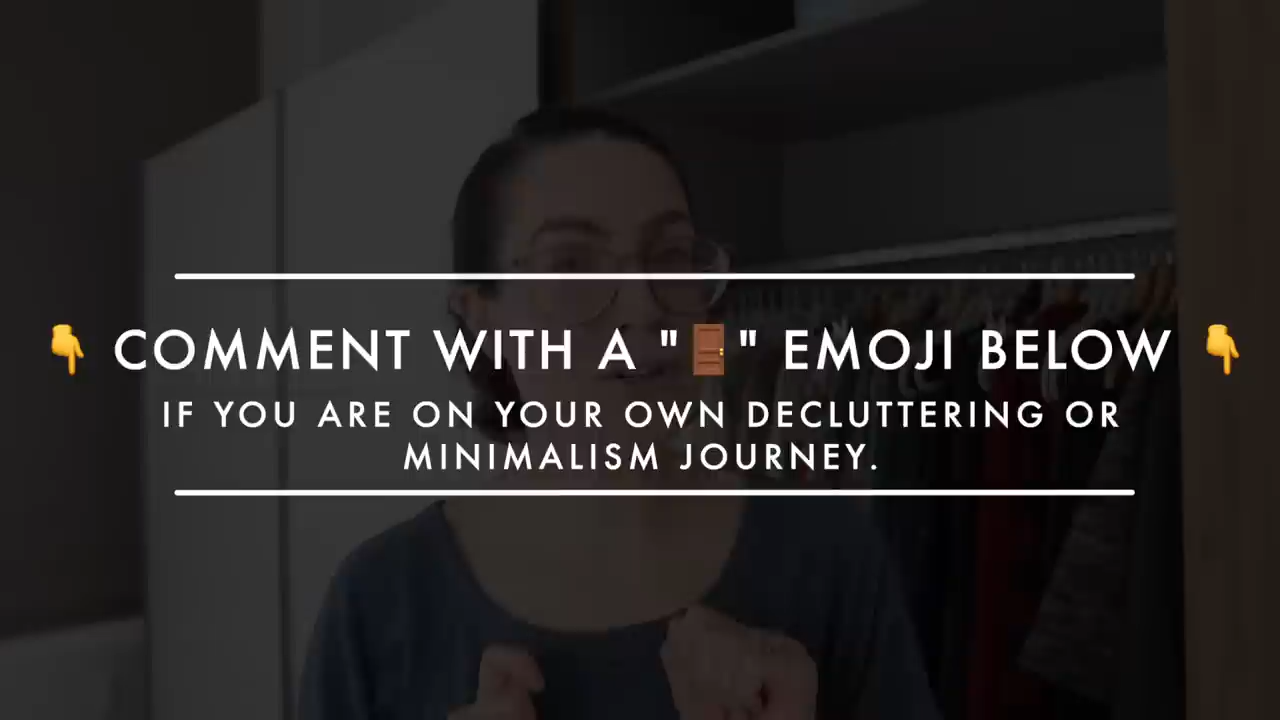 👇 COMMENT WITH A "🚪" EMOJI BELOW 👇
IF YOU ARE ON YOUR OWN DECLUTTERING OR
MINIMALISM JOURNEY.